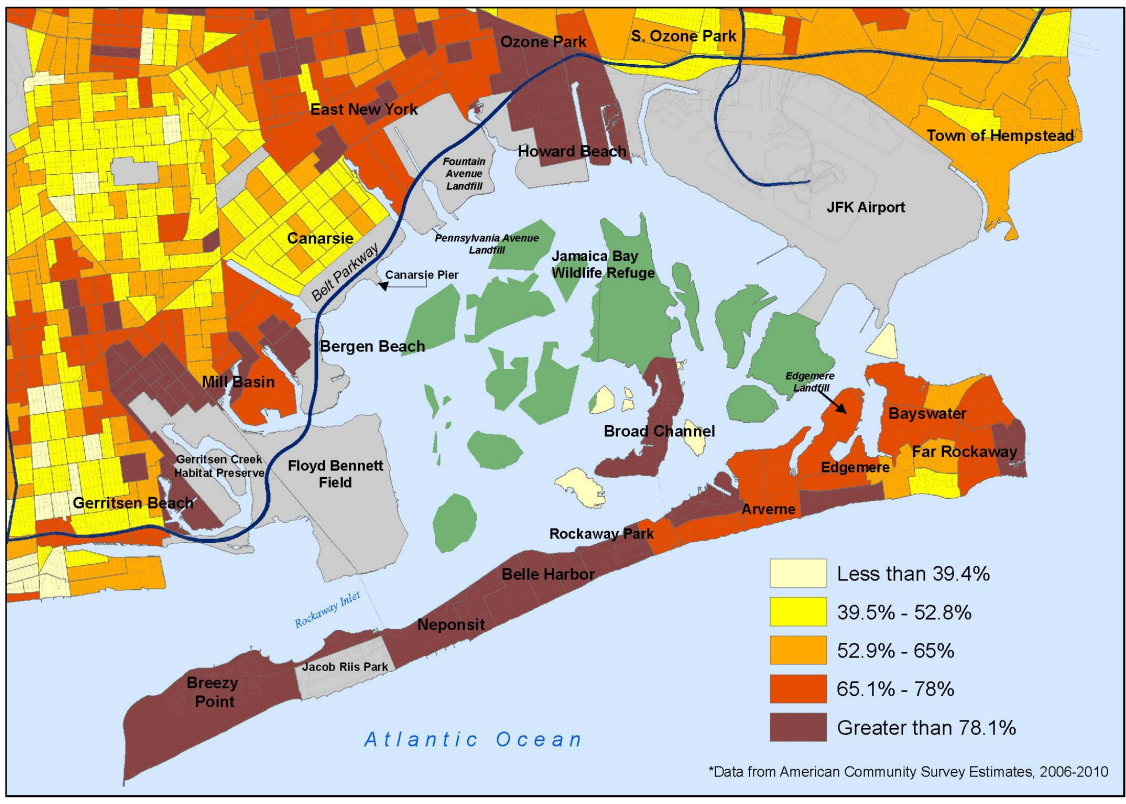 Ozone Park
S. Ozone Park
East New York
Town of Hempstead
Howard Beach
Fountain
Avenue
Landfill
JFK Airport
Canarsie
Pennsylvania Avenue
Landfill
Jamaica Bay
Wildlife Refuge
Belt Parkway
Canarsie Pier
Bergen Beach
Mill Basin
Edgemere
Landfill
Bayswater
Broad Channel
Far Rockaway
Gerritsen Creek
Habitat Preserve
Floyd Bennett
Field
Edgemere
Gerritsen Beach
Arverne
Rockaway Park
Belle Harbor
Rockaway Inlet
Neponsit
Jacob Riis Park
Breezy
Point
Atlantic Ocean
Less than 39.4%
39.5% - 52.8%
52.9% - 65%
65.1% - 78%
Greater than 78.1%
*Data from American Community Survey Estimates, 2006-2010